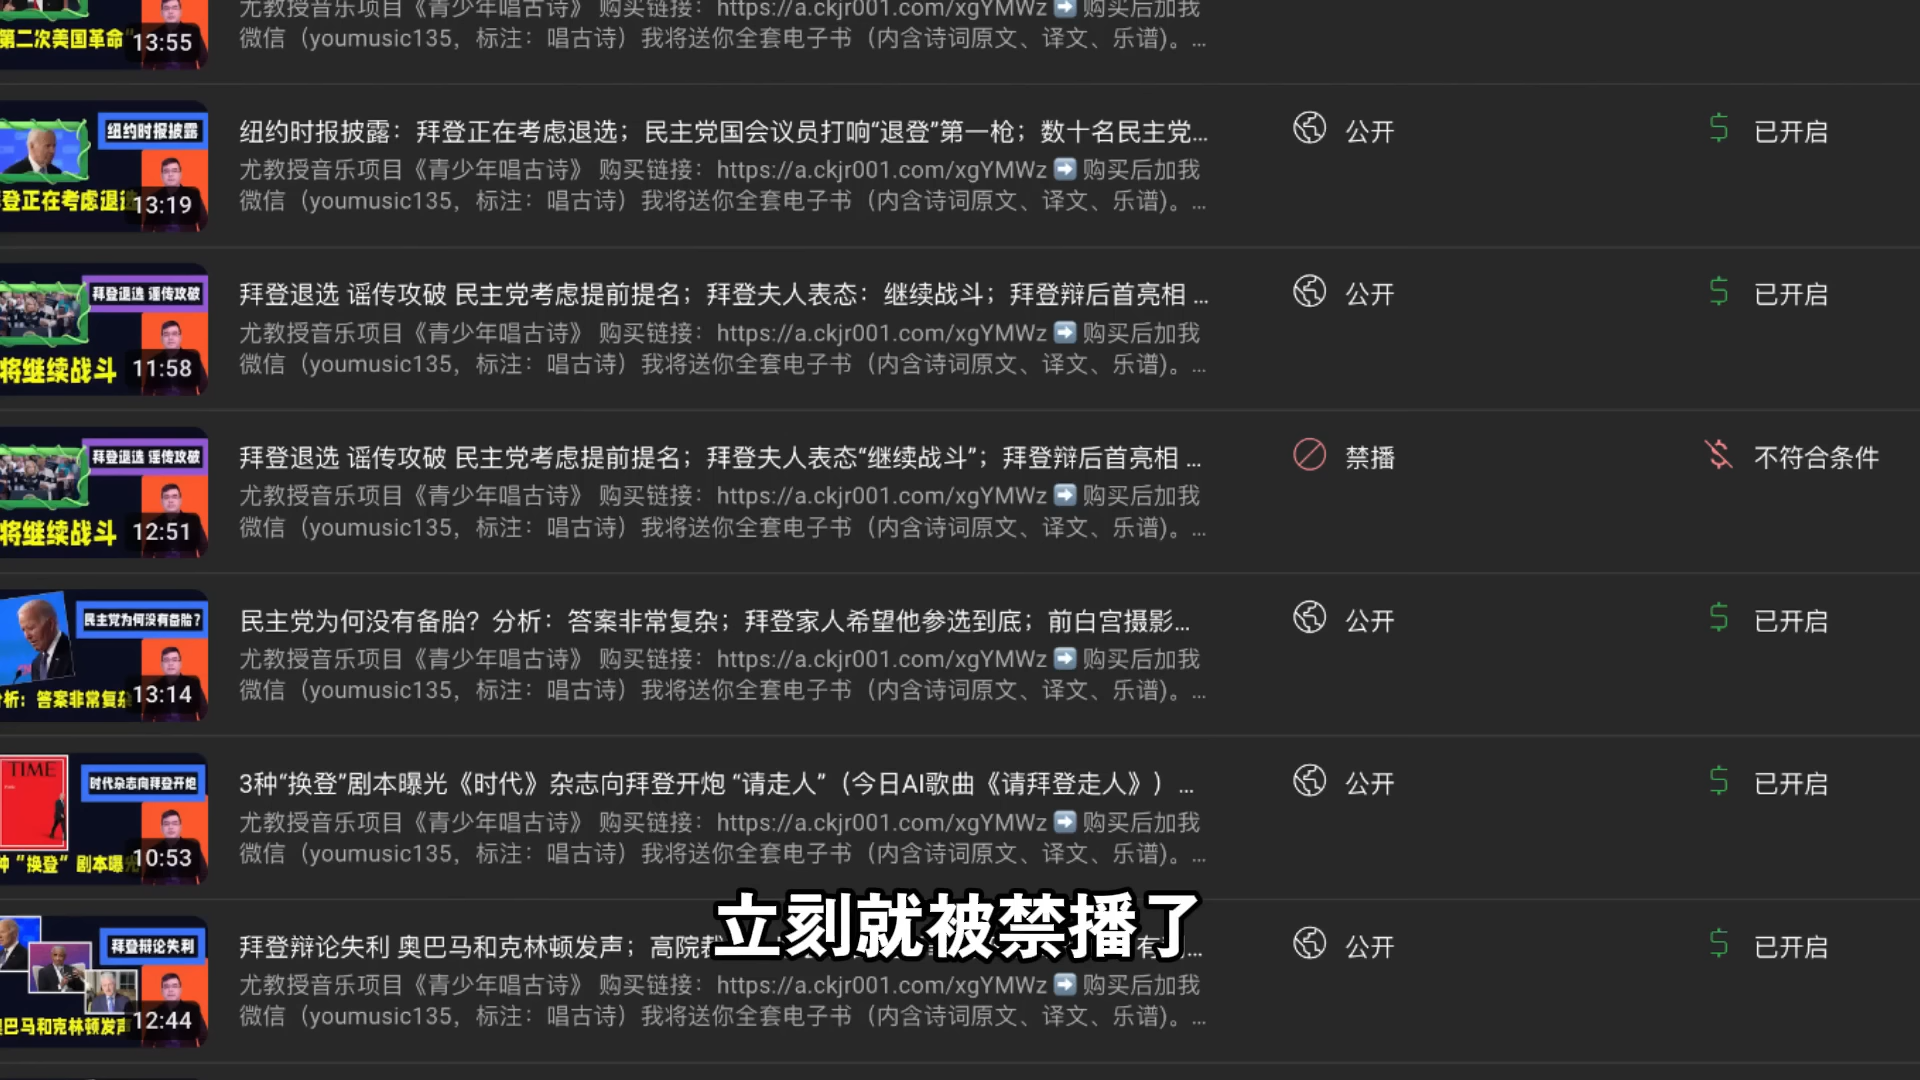 尤教授音乐项目《青少年唱古诗》 购买链接：https://a.ckjr001.com/xgYMWz ➡️ 购买后加我
第二次美国革命
13:55
微信（youmusic135，标注：唱古诗）我将送你全套电子书（内含诗词原文、译文、乐谱）。...
纽约时报披露
纽约时报披露：拜登正在考虑退选；民主党国会议员打响“退登”第一枪；数十名民主党...
公开
已开启
尤教授音乐项目《青少年唱古诗》 购买链接：https://a.ckjr001.com/xgYMWz ➡️ 购买后加我
登正在考虑退选
13:19
微信（youmusic135，标注：唱古诗）我将送你全套电子书（内含诗词原文、译文、乐谱）。...
拜登退选 谣传攻破
拜登退选 谣传攻破 民主党考虑提前提名；拜登夫人表态：继续战斗；拜登辩后首亮相 ...
公开
已开启
尤教授音乐项目《青少年唱古诗》 购买链接：https://a.ckjr001.com/xgYMWz ➡️ 购买后加我
将继续战斗
11:58
微信（youmusic135，标注：唱古诗）我将送你全套电子书（内含诗词原文、译文、乐谱）。...
拜登退选 谣传攻破
拜登退选 谣传攻破 民主党考虑提前提名；拜登夫人表态“继续战斗”；拜登辩后首亮相 ...
禁播
不符合条件
尤教授音乐项目《青少年唱古诗》 购买链接：https://a.ckjr001.com/xgYMWz ➡️ 购买后加我
将继续战斗
12:51
微信（youmusic135，标注：唱古诗）我将送你全套电子书（内含诗词原文、译文、乐谱）。...
民主党为何没有备胎？
民主党为何没有备胎？分析：答案非常复杂；拜登家人希望他参选到底；前白宫摄影...
公开
已开启
尤教授音乐项目《青少年唱古诗》 购买链接：https://a.ckjr001.com/xgYMWz ➡️ 购买后加我
析：答案非常复杂
13:14
微信（youmusic135，标注：唱古诗）我将送你全套电子书（内含诗词原文、译文、乐谱）。...
TIME
时代杂志向拜登开炮
3种“换登”剧本曝光《时代》杂志向拜登开炮 “请走人”（今日AI歌曲《请拜登走人》）...
公开
已开启
尤教授音乐项目《青少年唱古诗》 购买链接：https://a.ckjr001.com/xgYMWz ➡️ 购买后加我
种“换登”剧本曝光
10:53
微信（youmusic135，标注：唱古诗）我将送你全套电子书（内含诗词原文、译文、乐谱）。...
立刻就被禁播了
拜登辩论失利
拜登辩论失利 奥巴马和克林顿发声；高院裁
公开
已开启
尤教授音乐项目《青少年唱古诗》 购买链接：https://a.ckjr001.com/xgYMWz ➡️ 购买后加我
奥巴马和克林顿发声
12:44
微信（youmusic135，标注：唱古诗）我将送你全套电子书（内含诗词原文、译文、乐谱）。...